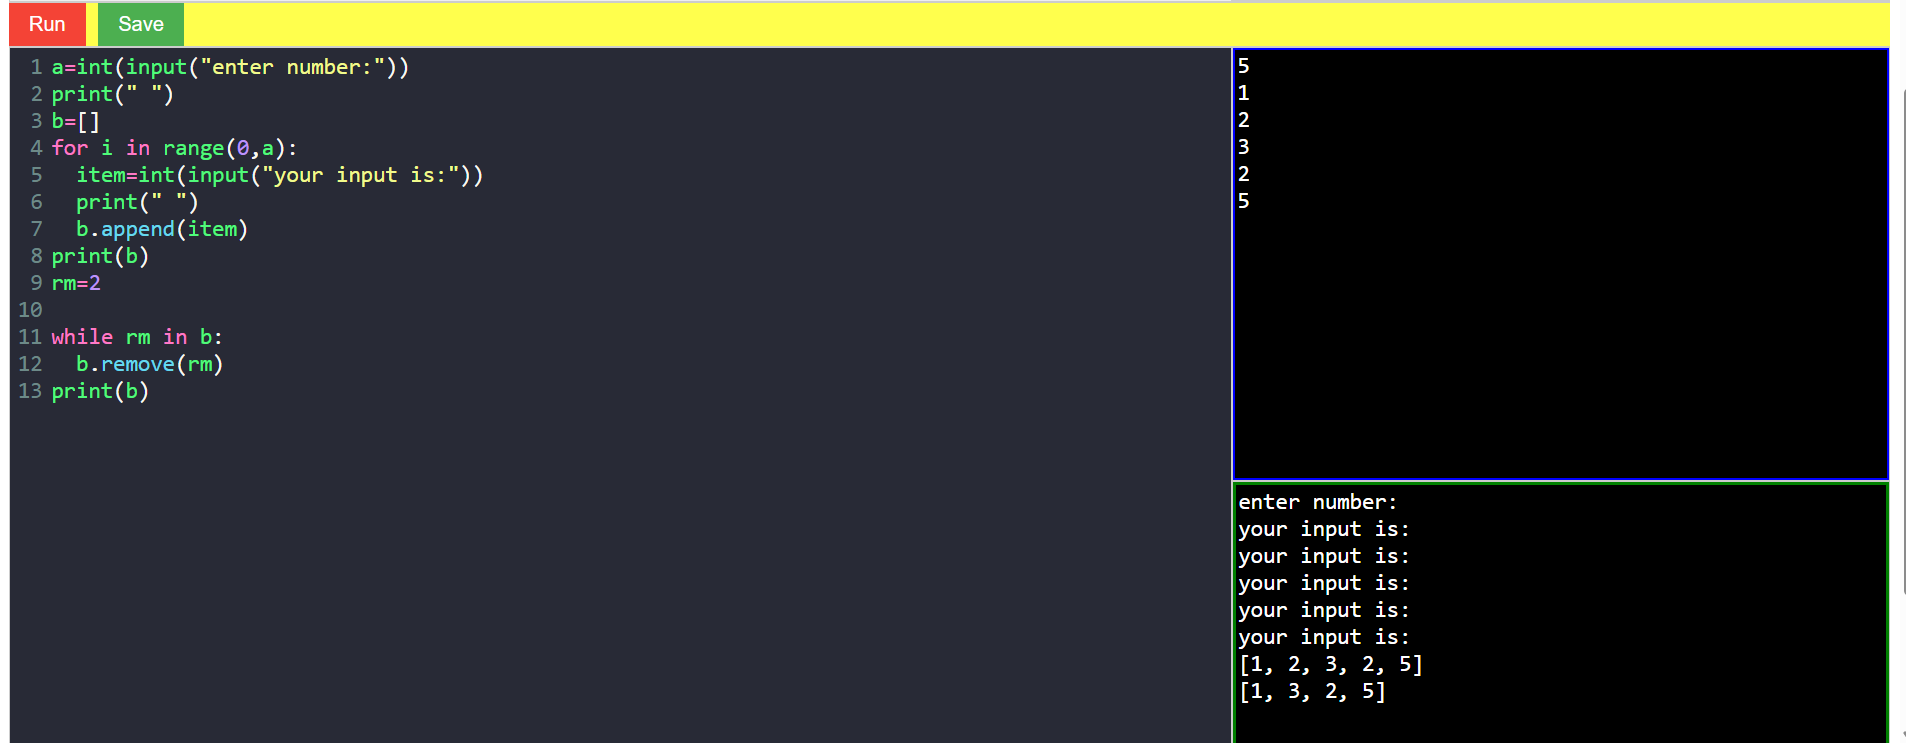 Run Save
1 a=int(input("enter number:"))
2 print(" ")
3 b=[]
4 for i in range(0,a):
5   item=int(input("your input is:"))
6   print(" ")
7   b.append(item)
8 print(b)
9 rm=2
10
11 while rm in b:
12   b.remove(rm)
13 print(b)
5
1
2
3
2
5
enter number:
your input is:
your input is:
your input is:
your input is:
your input is:
[1, 2, 3, 2, 5]
[1, 3, 2, 5]